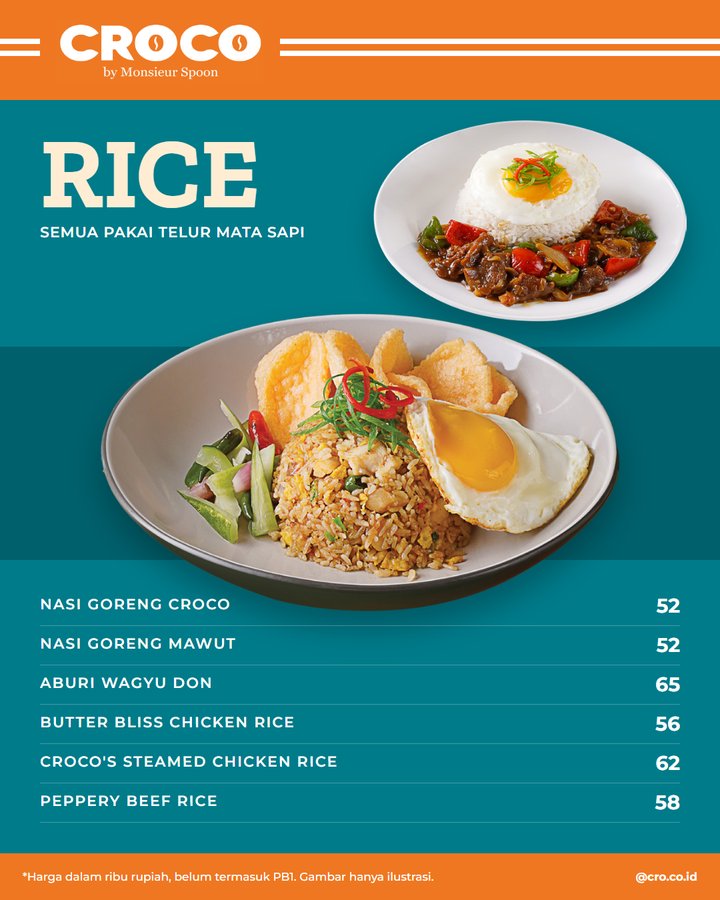 CROCO
by Monsieur Spoon
RICE
SEMUA PAKAI TELUR MATA SAPI
NASI GORENG CROCO 52
NASI GORENG MAWUT 52
ABURI WAGYU DON 65
BUTTER BLISS CHICKEN RICE 56
CROCO'S STEAMED CHICKEN RICE 62
PEPPERY BEEF RICE 58
*Harga dalam ribu rupiah, belum termasuk PB1. Gambar hanya ilustrasi. @cro.co.id